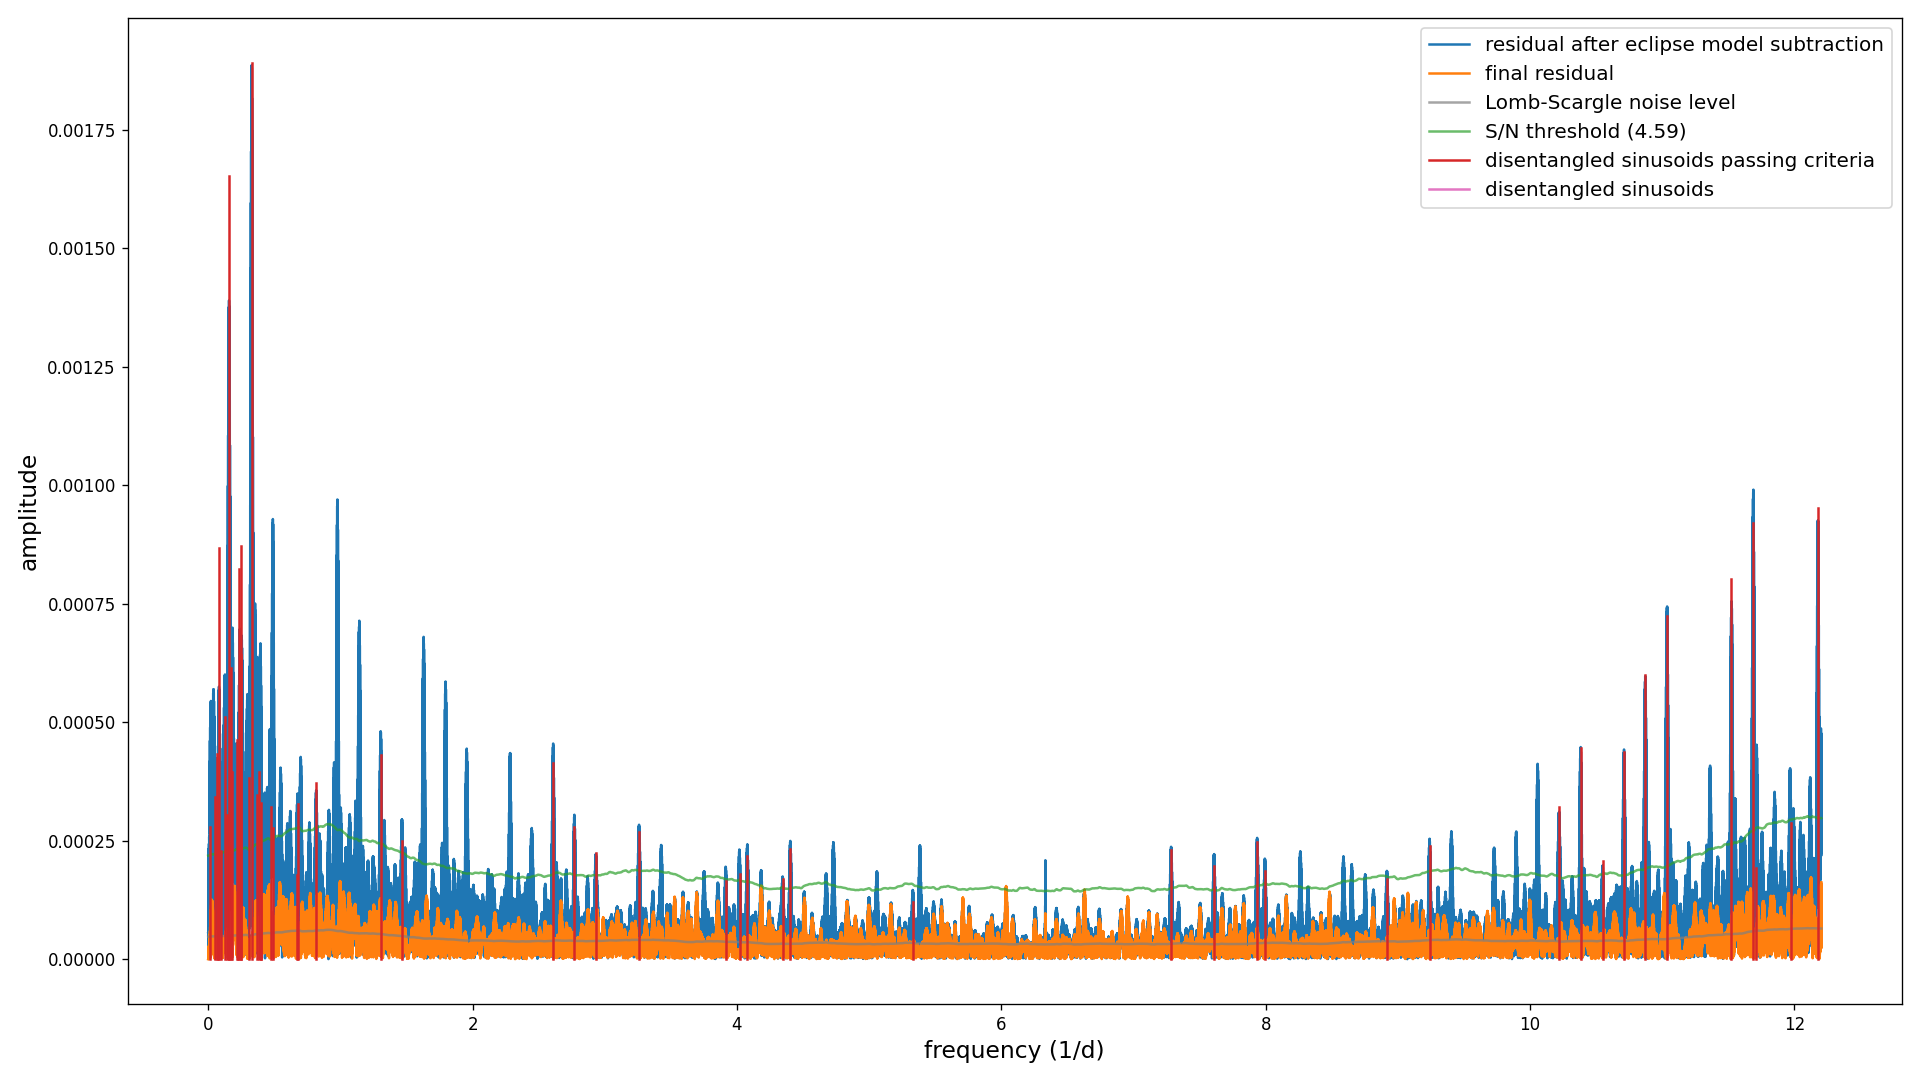 residual after eclipse model subtraction
final residual
Lomb-Scargle noise level
S/N threshold (4.59)
disentangled sinusoids passing criteria
disentangled sinusoids
amplitude
0.00175
0.00150
0.00125
0.00100
0.00075
0.00050
0.00025
0.00000
0 2 4 6 8 10 12
frequency (1/d)